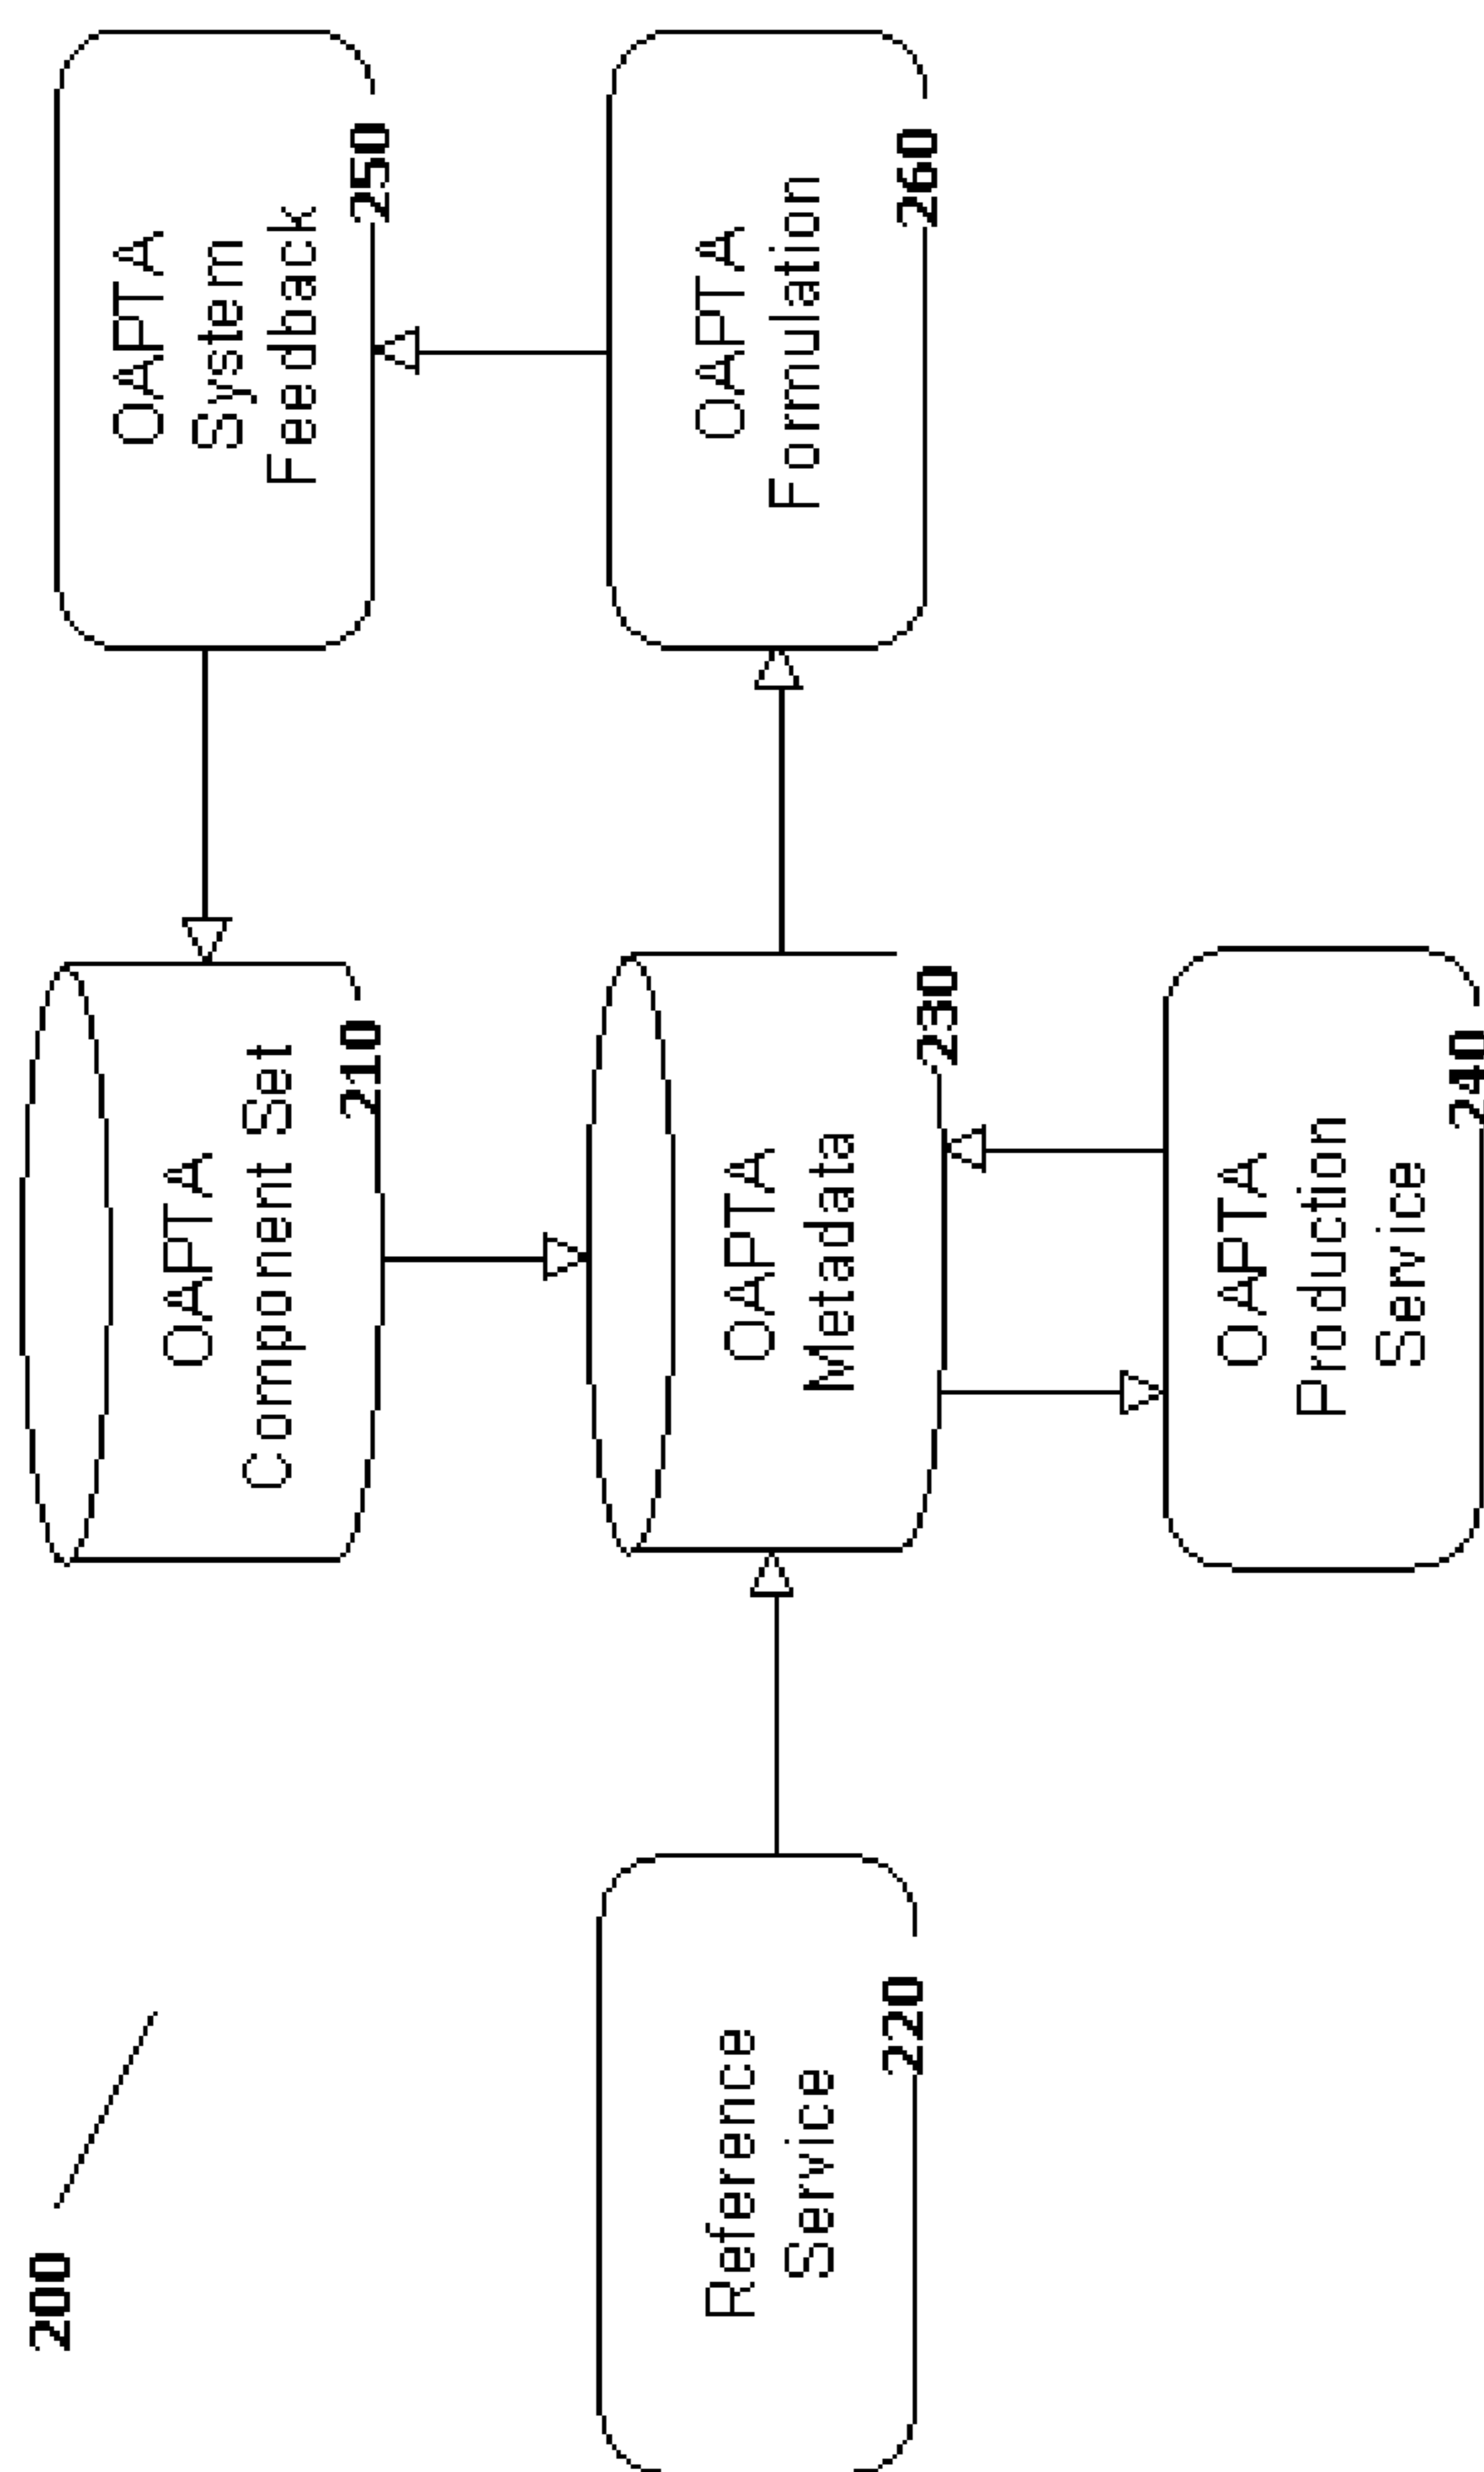 200
OAPTA
Component Set
210
OAPTA
System
Feedback
250
Reference
Service
220
OAPTA
Metadata
230
OAPTA
Formulation
260
OAPTA
Production
Service
240